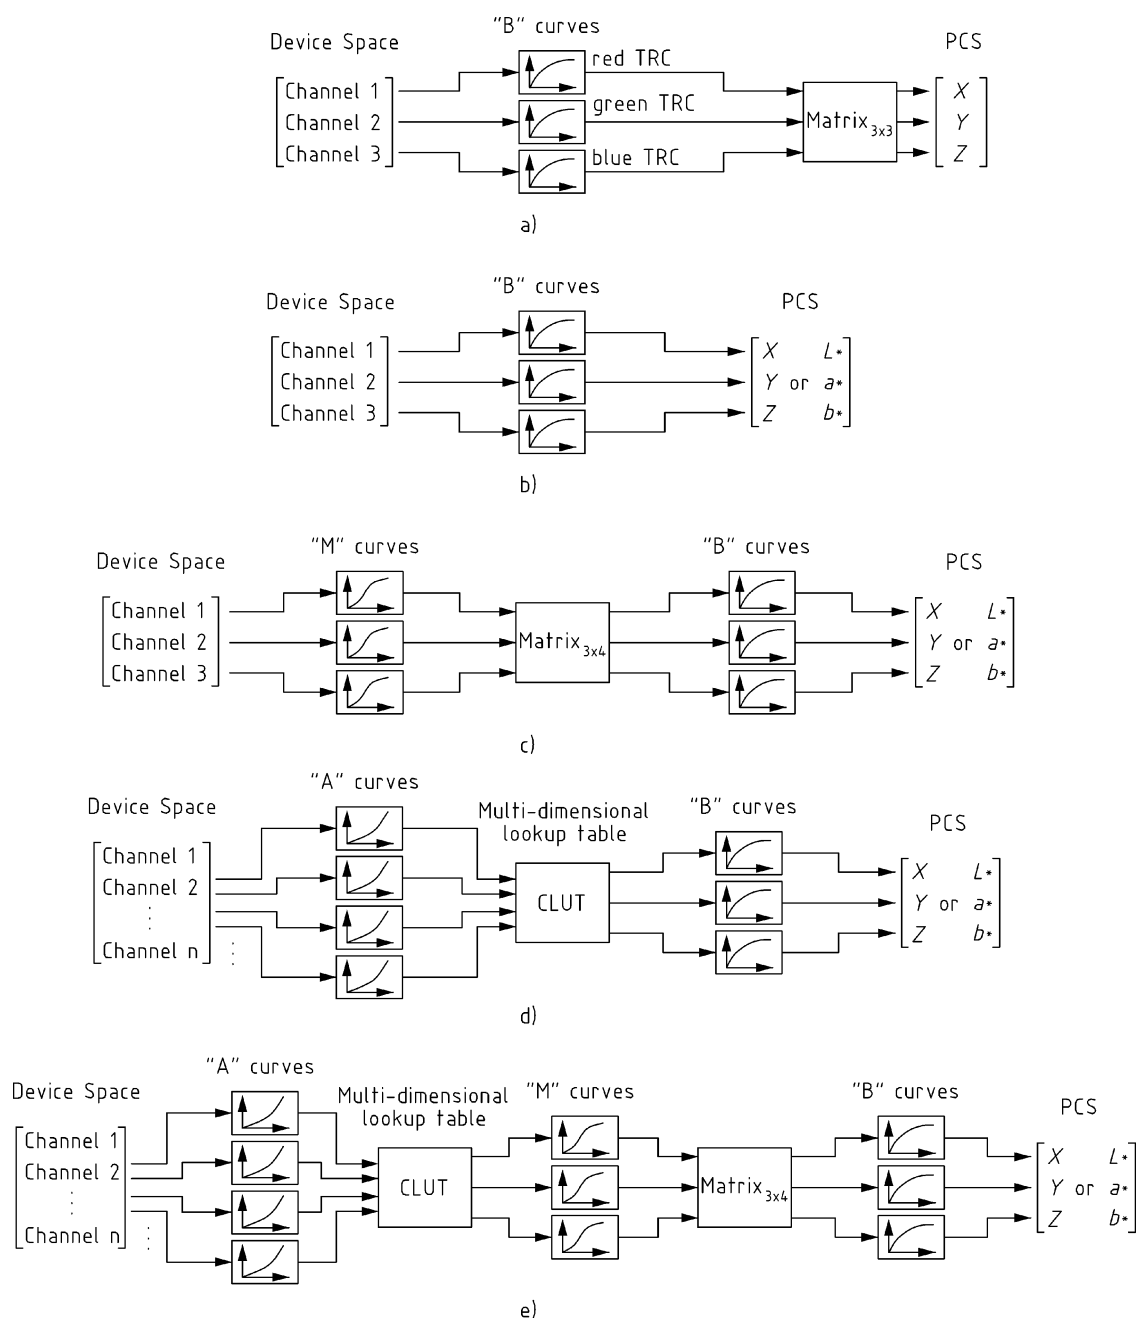 "B" curves
Device Space
PCS
red TRC
Channel 1
X
green TRC
Channel 2
Matrix3x3
Y
Channel 3
blue TRC
Z
a)
"B" curves
Device Space
PCS
Channel 1
X L*
Channel 2
Y or a*
Channel 3
Z b*
b)
"M" curves
"B" curves
Device Space
PCS
Channel 1
X L*
Channel 2
Matrix3x4
Y or a*
Channel 3
Z b*
c)
"A" curves
Device Space
Multi-dimensional
lookup table
"B" curves
PCS
Channel 1
X L*
Channel 2
CLUT
Y or a*
Z b*
Channel n
d)
"A" curves
Device Space
Multi-dimensional
lookup table
"M" curves
"B" curves
PCS
Channel 1
X L*
Channel 2
CLUT
Matrix3x4
Y or a*
Z b*
Channel n
e)